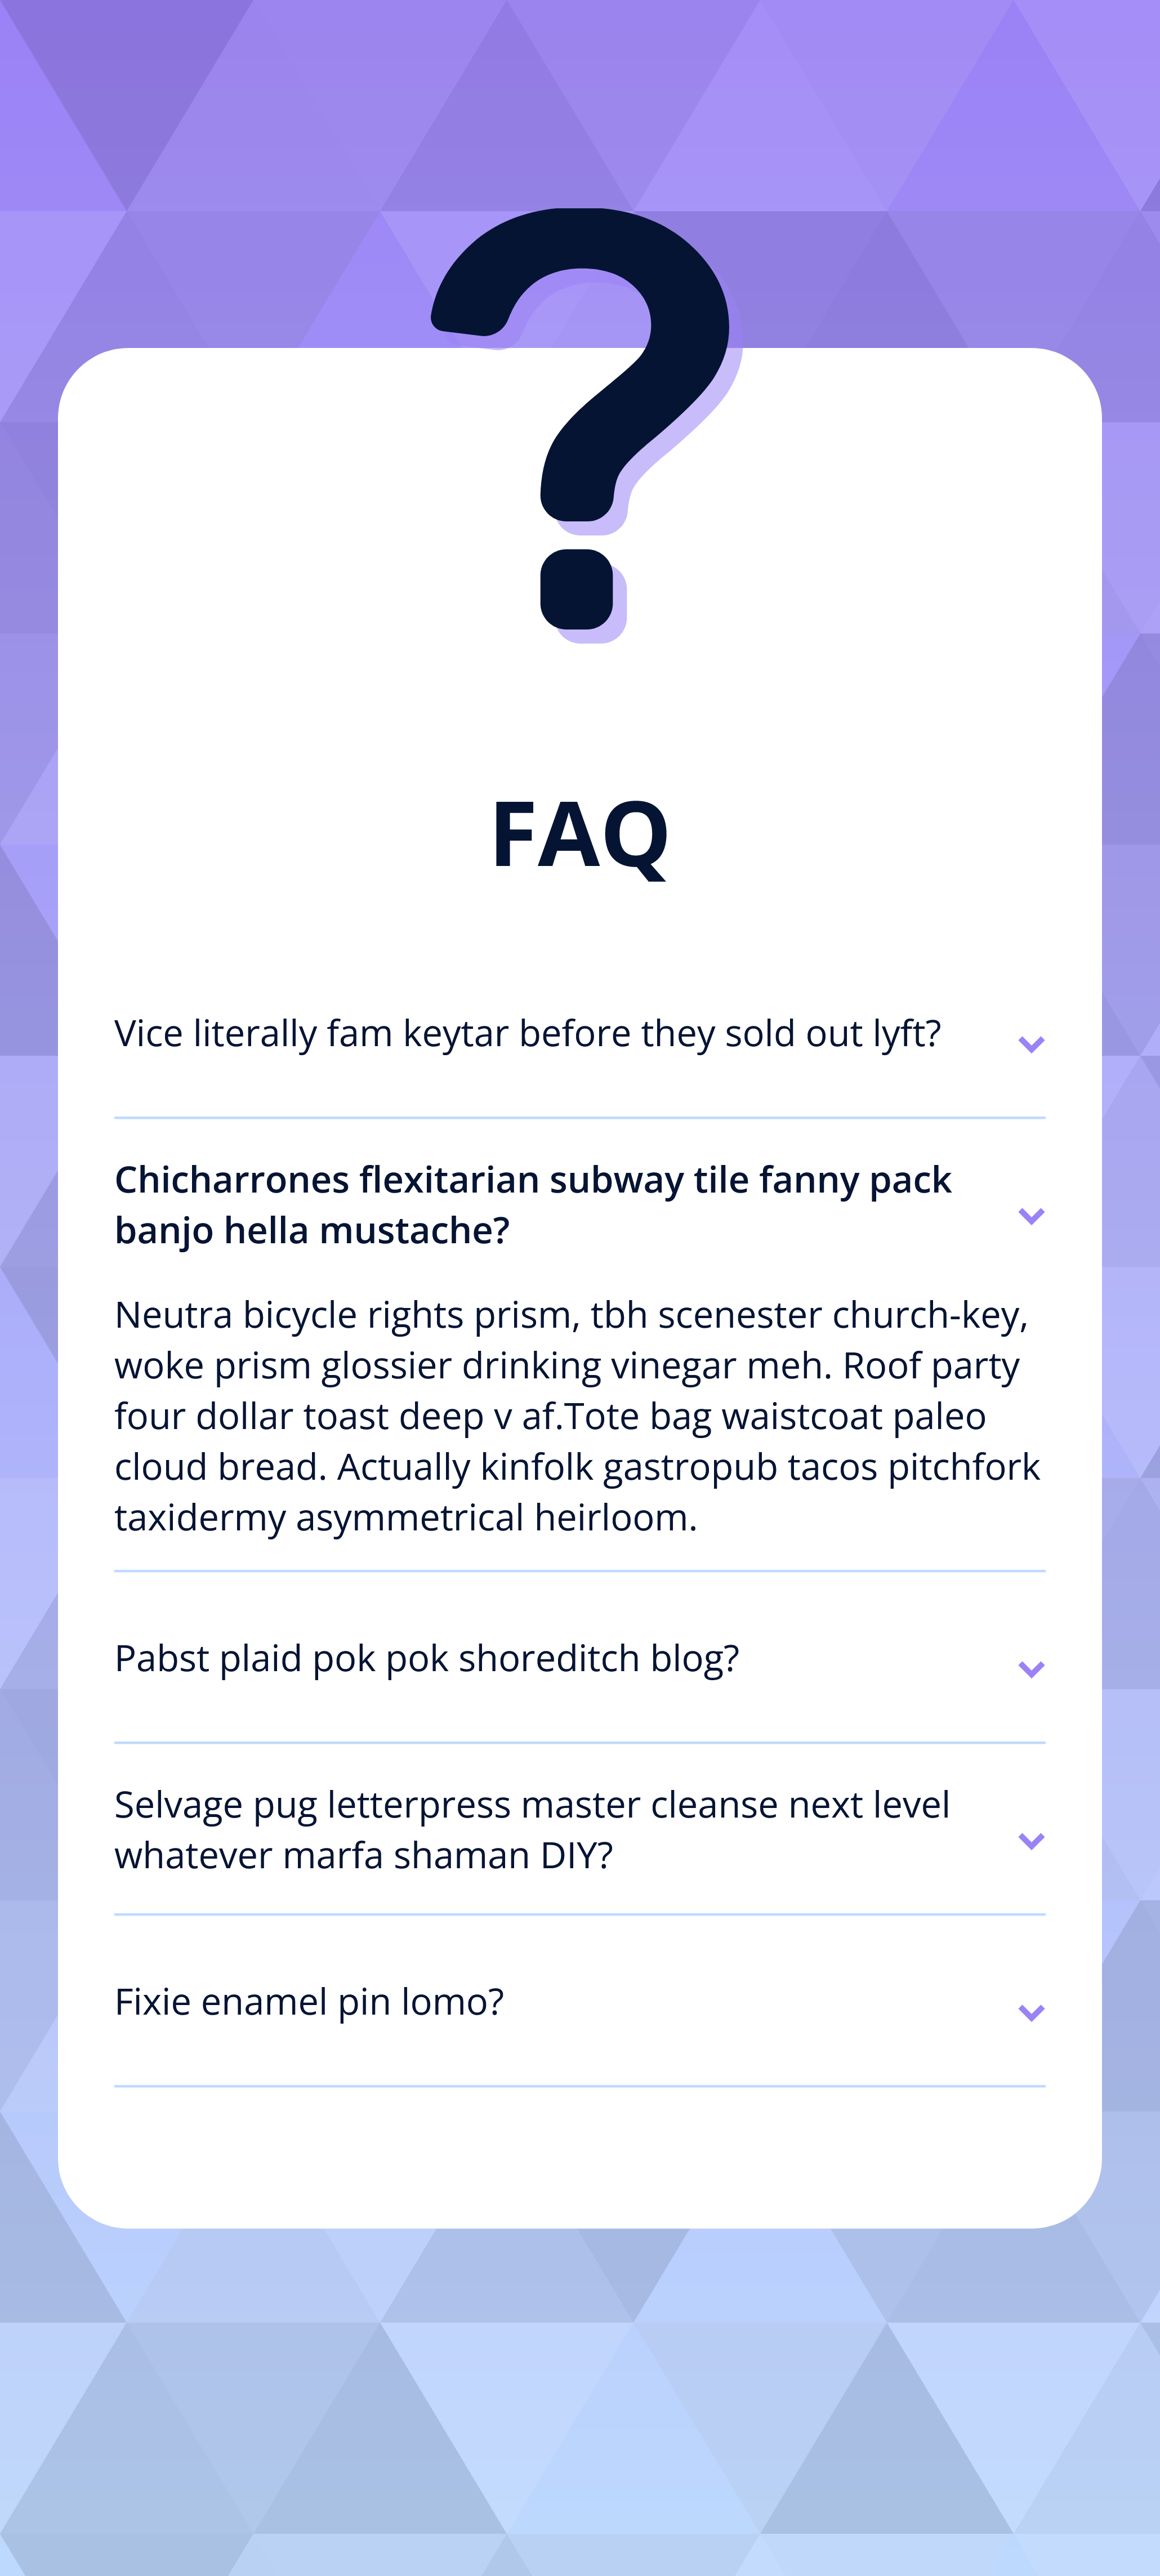 ?
FAQ
Vice literally fam keytar before they sold out lyft?
Chicharrones flexitarian subway tile fanny pack
banjo hella mustache?
Neutra bicycle rights prism, tbh scenester church-key,
woke prism glossier drinking vinegar meh. Roof party
four dollar toast deep v af.Tote bag waistcoat paleo
cloud bread. Actually kinfolk gastropub tacos pitchfork
taxidermy asymmetrical heirloom.
Pabst plaid pok pok shoreditch blog?
Selvage pug letterpress master cleanse next level
whatever marfa shaman DIY?
Fixie enamel pin lomo?